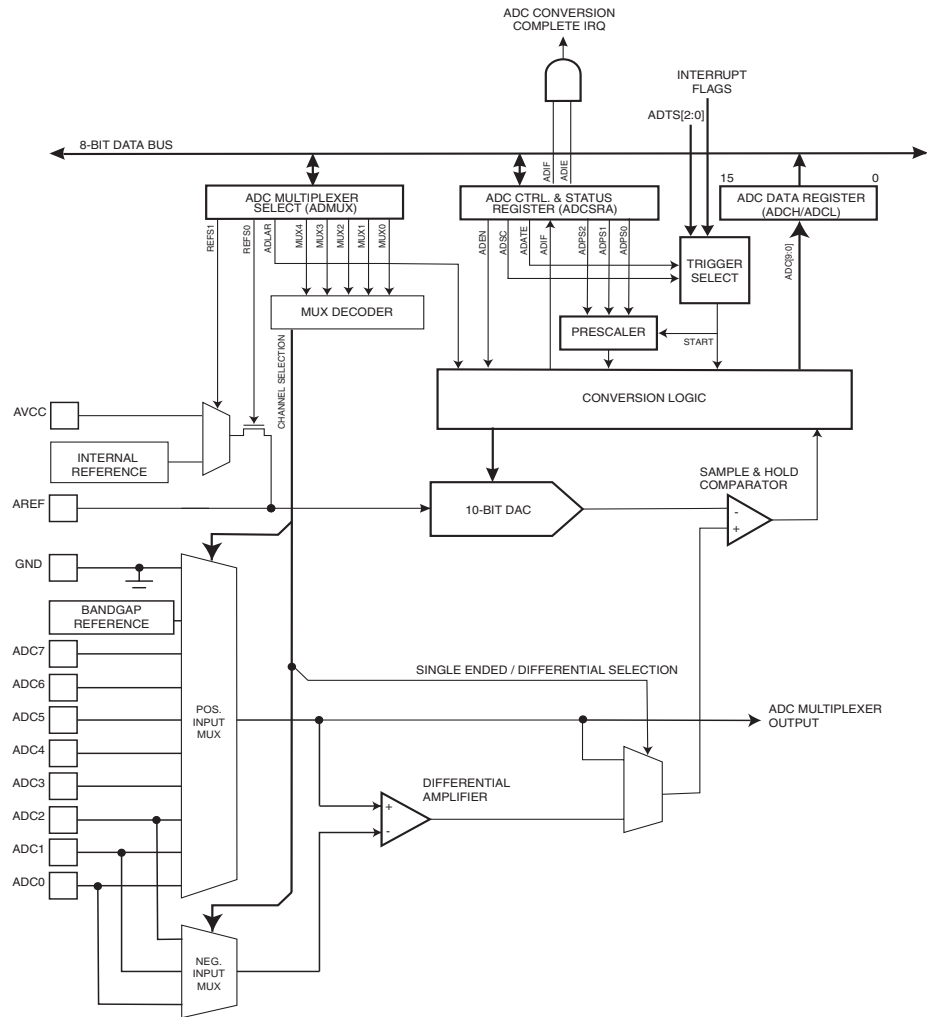 ADC CONVERSION
COMPLETE IRQ
INTERRUPT
FLAGS
ADTS[2:0]
8-BIT DATA BUS
ADIF
ADIE
15
0
ADC MULTIPLEXER
SELECT (ADMUX)
ADC CTRL. & STATUS
REGISTER (ADCSRA)
ADC DATA REGISTER
(ADCH/ADCL)
REFS1
REFS0
ADLAR
MUX4
MUX3
MUX2
MUX1
MUX0
ADEN
ADSC
ADATE
ADIF
ADPS2
ADPS1
ADPS0
ADC[9:0]
TRIGGER
SELECT
MUX DECODER
PRESCALER
START
CHANNEL SELECTION
CONVERSION LOGIC
AVCC
INTERNAL
REFERENCE
SAMPLE & HOLD
COMPARATOR
AREF
10-BIT DAC
-
+
GND
BANDGAP
REFERENCE
ADC7
SINGLE ENDED / DIFFERENTIAL SELECTION
ADC6
ADC5
POS.
INPUT
MUX
ADC MULTIPLEXER
OUTPUT
ADC4
ADC3
DIFFERENTIAL
AMPLIFIER
+
-
ADC2
ADC1
ADC0
NEG.
INPUT
MUX